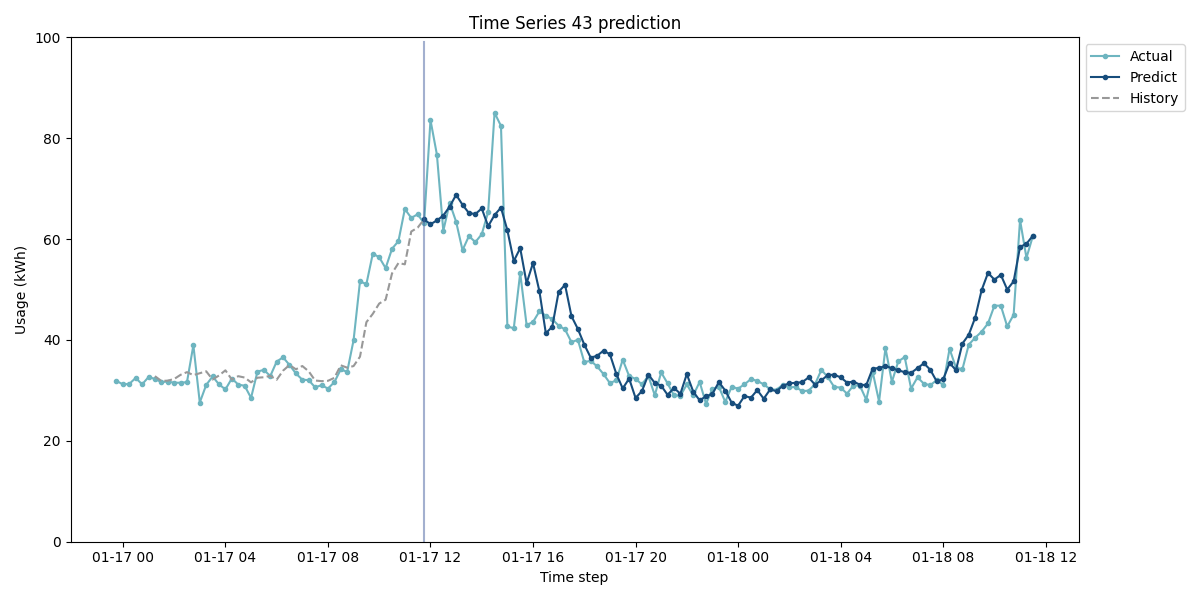 Time Series 43 prediction
100
80
60
40
20
0
Usage (kWh)
01-17 00
01-17 04
01-17 08
01-17 12
01-17 16
01-17 20
01-18 00
01-18 04
01-18 08
01-18 12
Time step
Actual
Predict
History